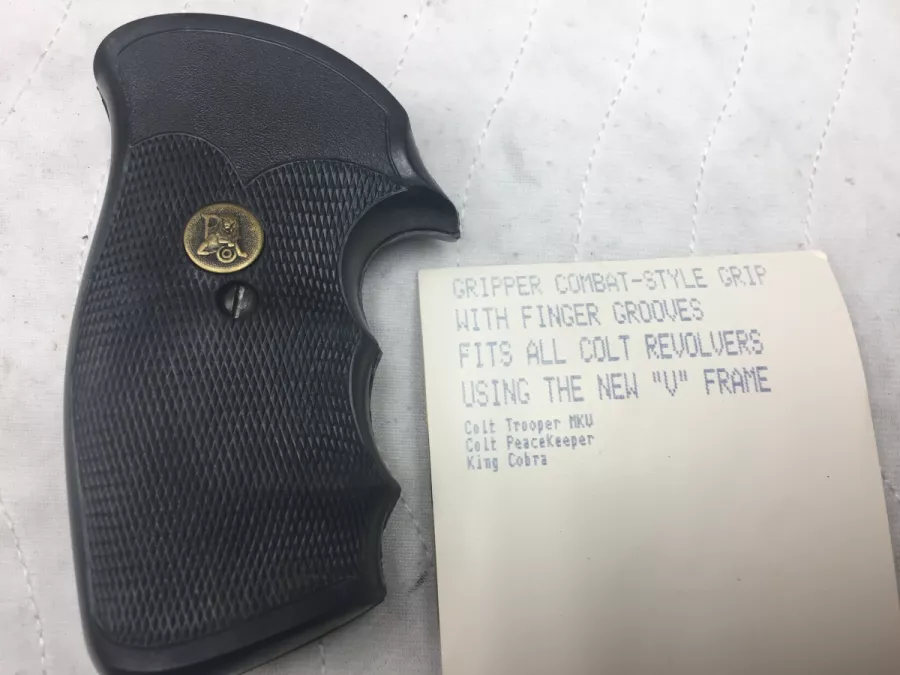 GRIPPER COMBAT-STYLE GRIP
WITH FINGER GROOVES
FITS ALL COLT REVOLVERS
USING THE NEW "V" FRAME
Colt Trooper MKV
Colt PeaceKeeper
King Cobra